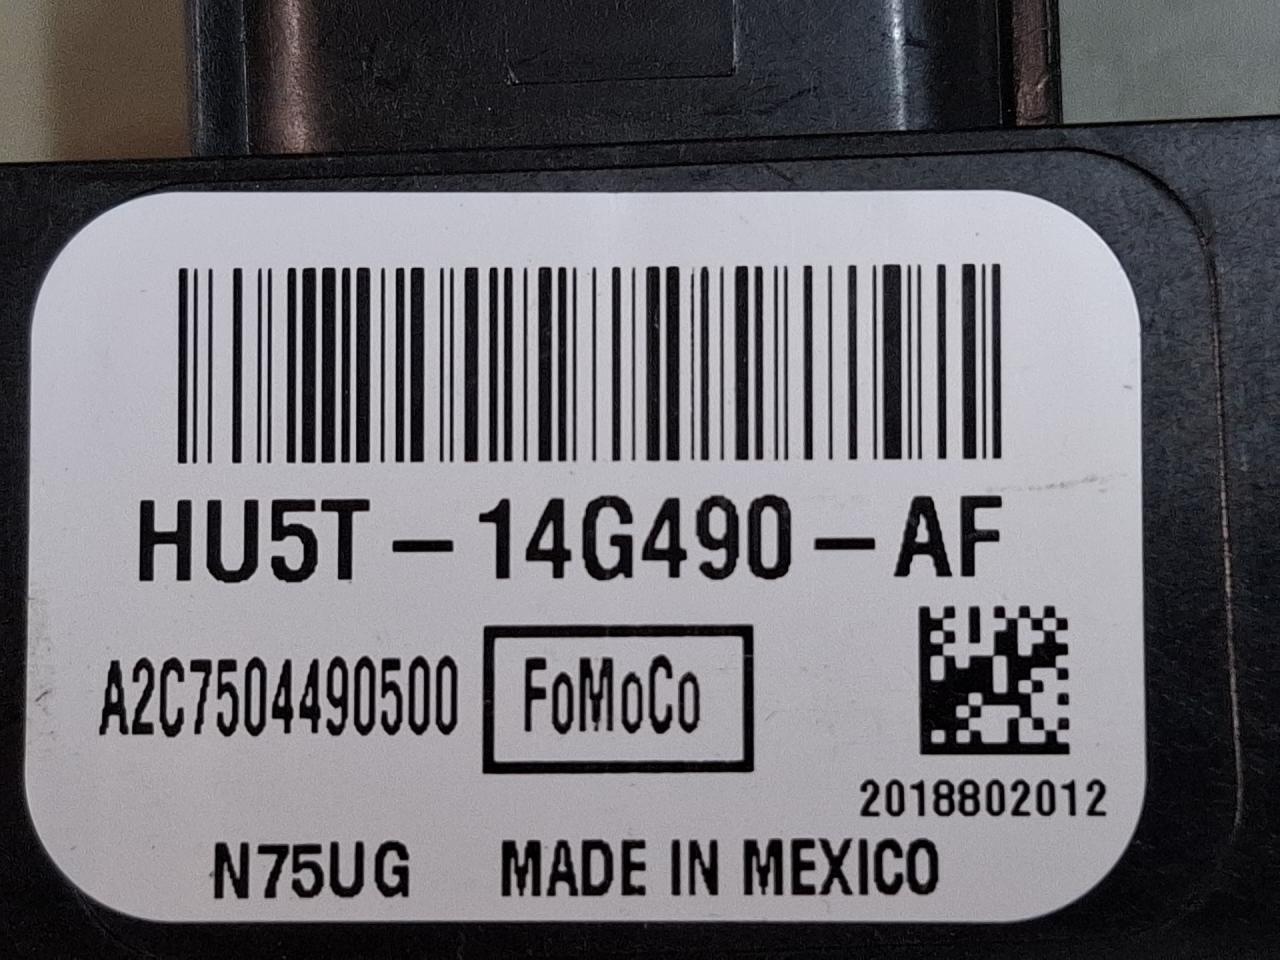 HU5T-14G490-AF
A2C7504490500 FoMoCo
2018802012
N75UG MADE IN MEXICO